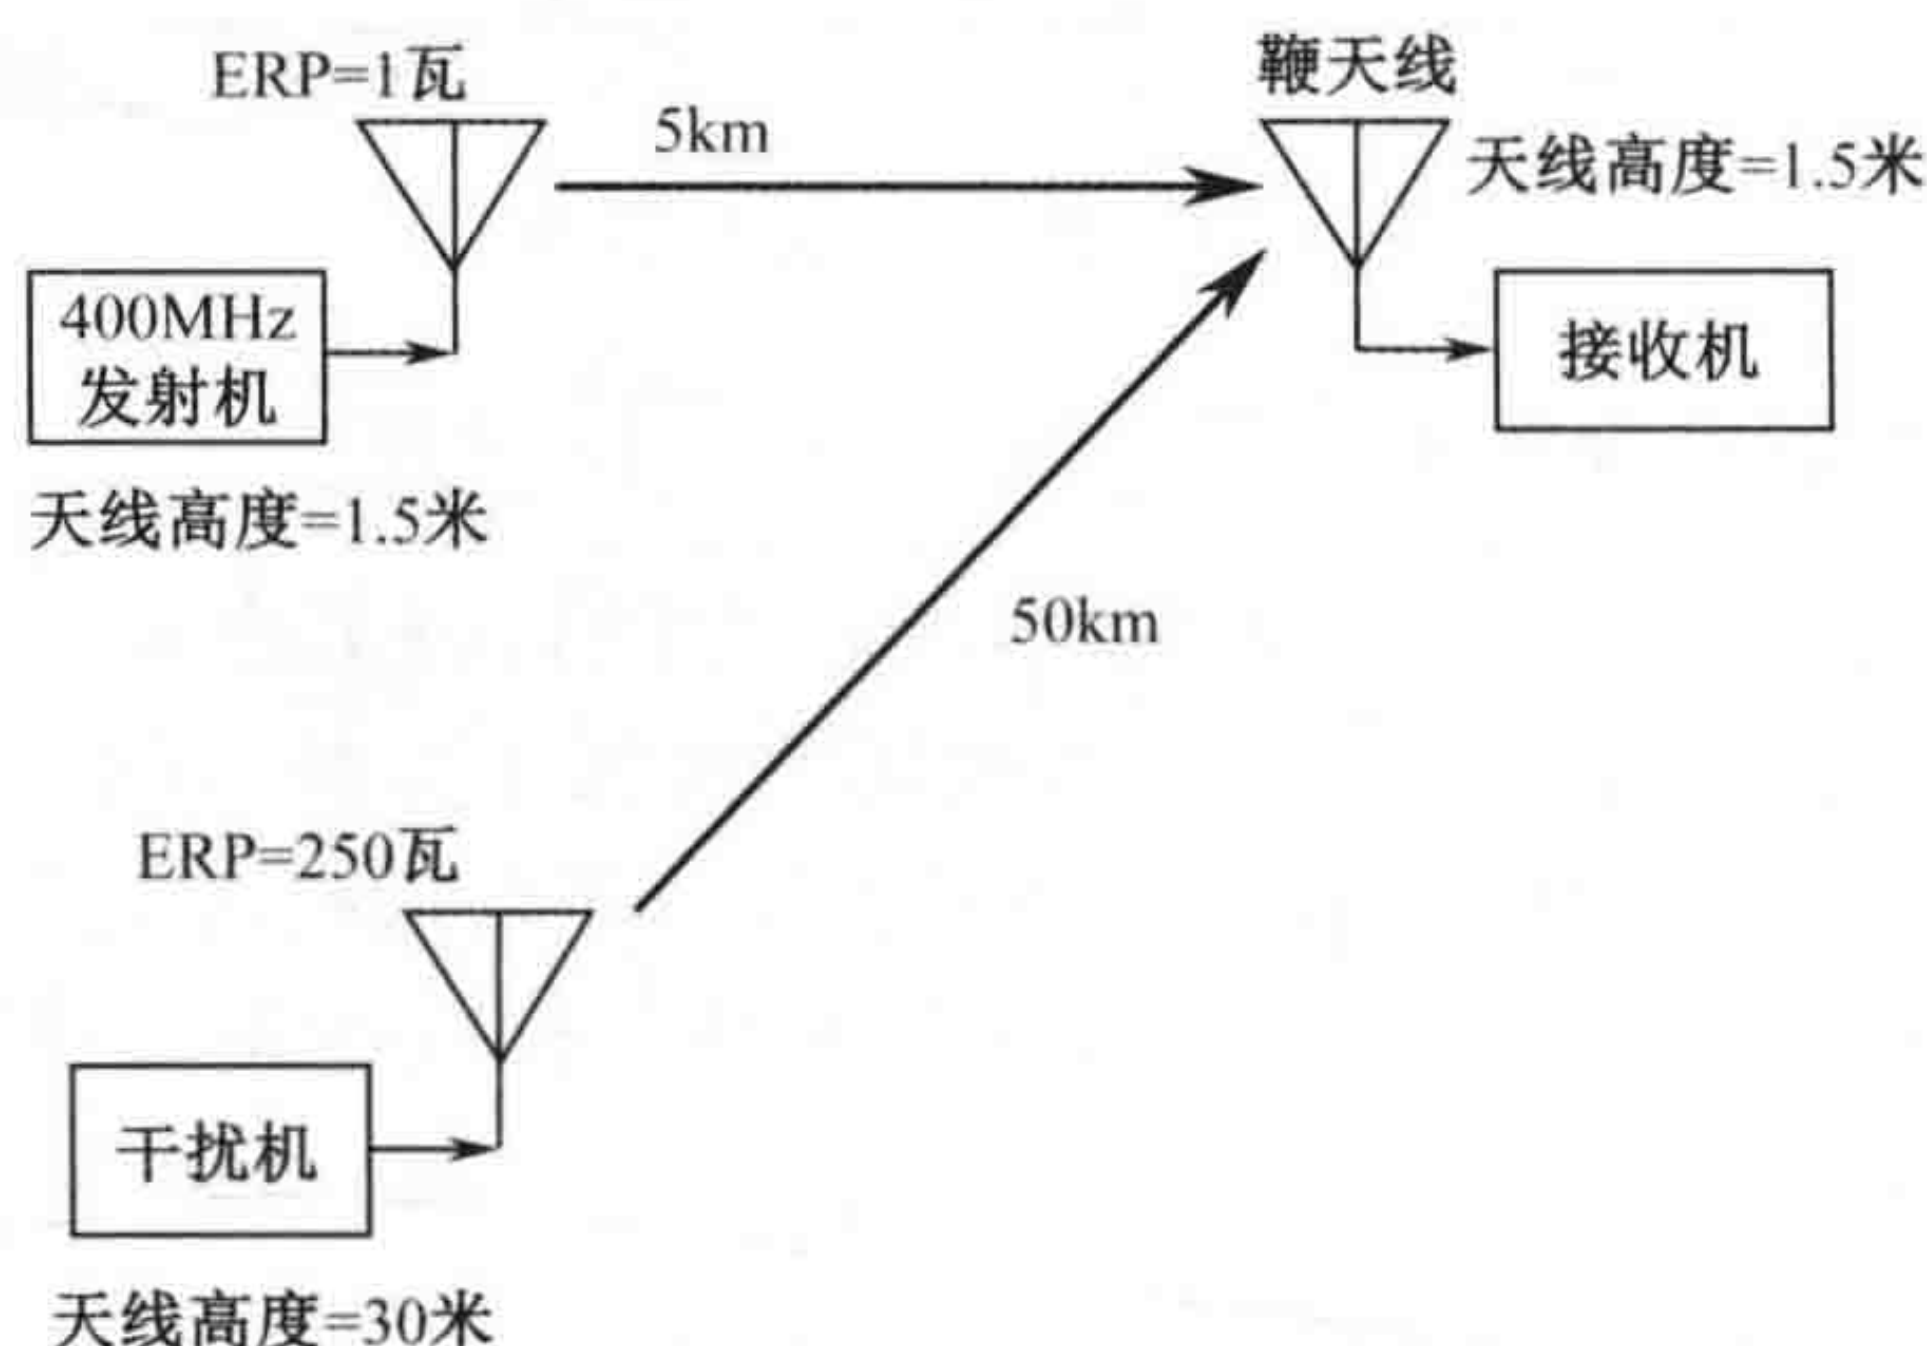 ERP=1瓦
5km
鞭天线
天线高度=1.5米
400MHz
发射机
接收机
天线高度=1.5米
50km
ERP=250瓦
干扰机
天线高度=30米